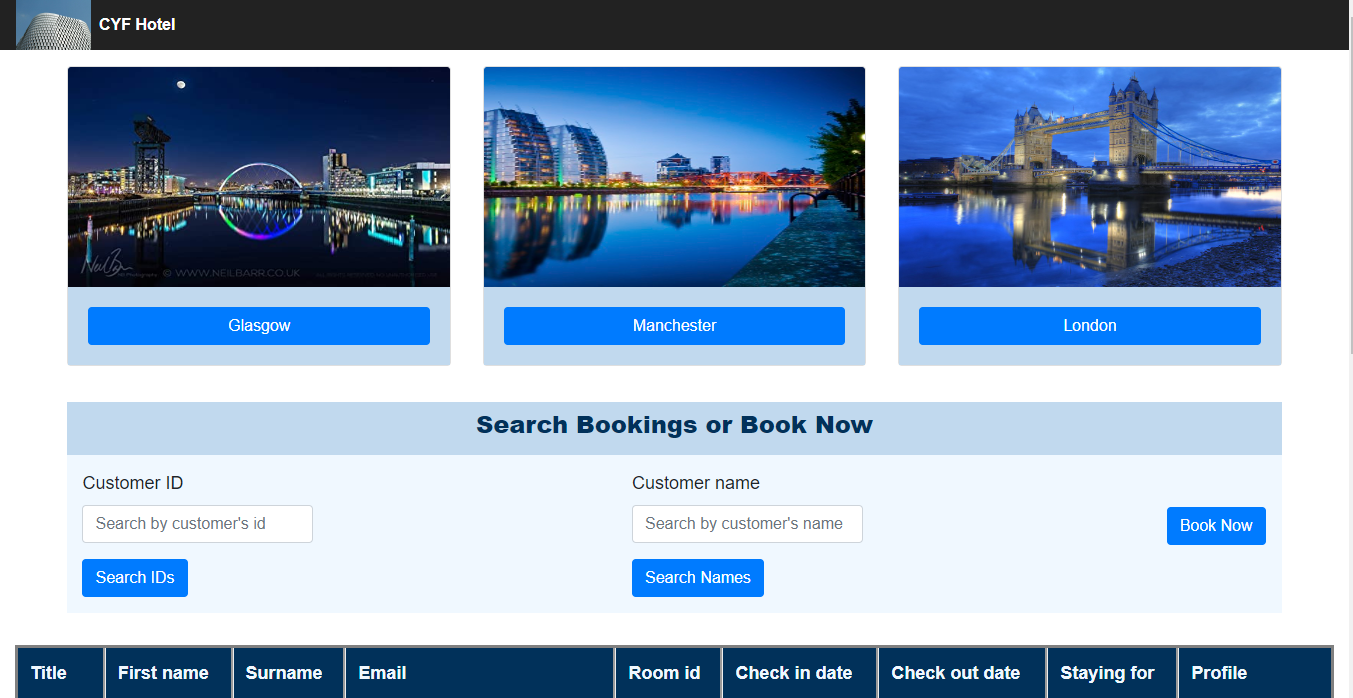 CYF Hotel
© WWW.NEILBARR.CO.UK
Glasgow
Manchester
London
Search Bookings or Book Now
Customer ID
Customer name
Search by customer's id
Search by customer's name
Book Now
Search IDs
Search Names
Title First name Surname Email Room id Check in date Check out date Staying for Profile